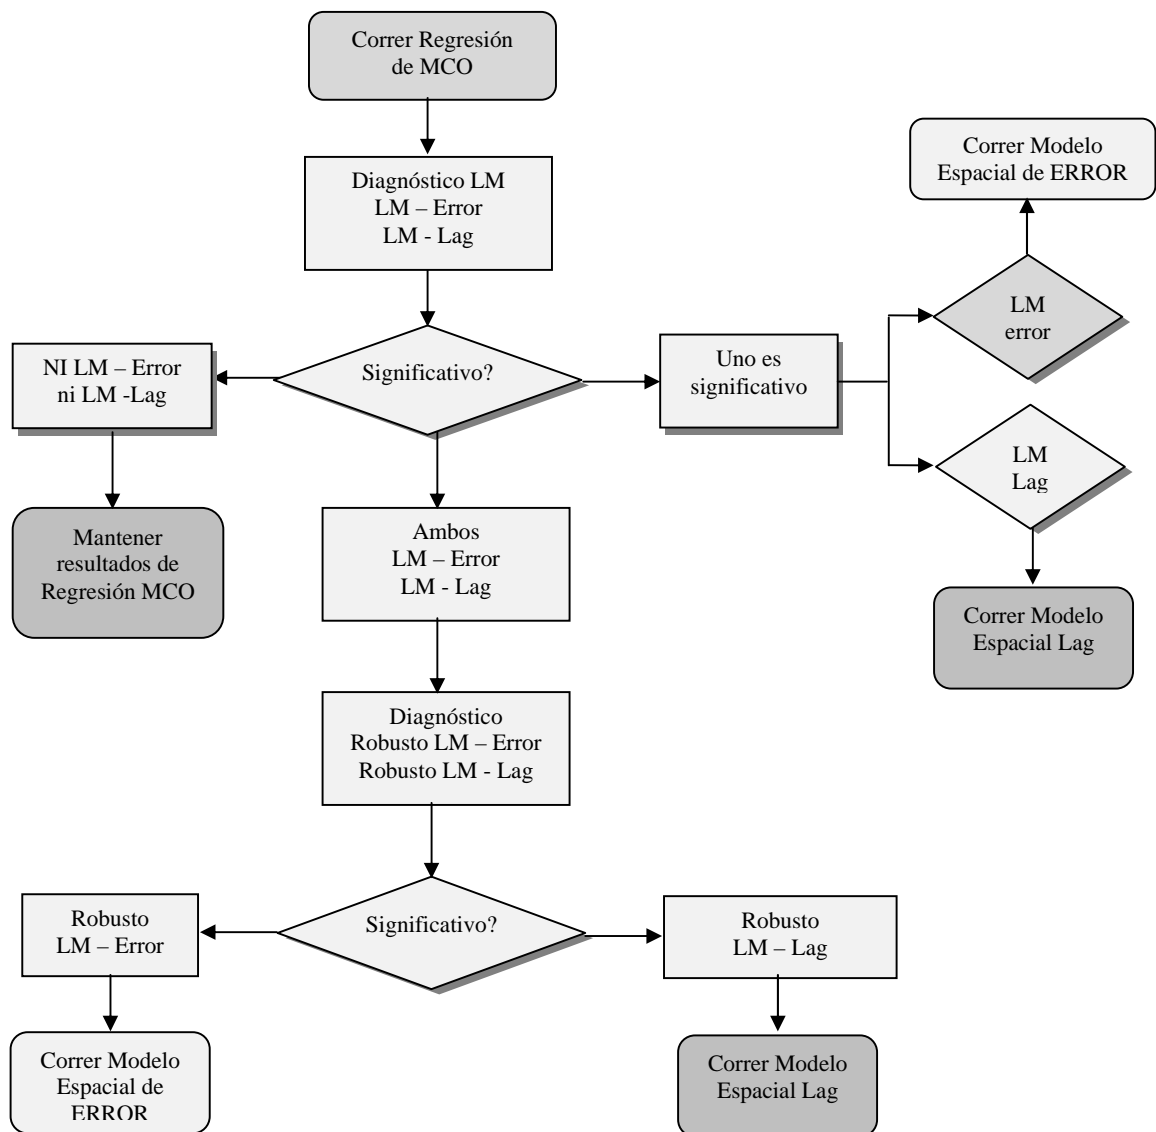 Correr Regresión
de MCO
Diagnóstico LM
LM – Error
LM - Lag
Significativo?
NI LM – Error
ni LM -Lag
Mantener
resultados de
Regresión MCO
Uno es
significativo
LM
error
Correr Modelo
Espacial de ERROR
LM
Lag
Correr Modelo
Espacial Lag
Ambos
LM – Error
LM - Lag
Diagnóstico
Robusto LM – Error
Robusto LM - Lag
Significativo?
Robusto
LM – Error
Correr Modelo
Espacial de
ERROR
Robusto
LM – Lag
Correr Modelo
Espacial Lag